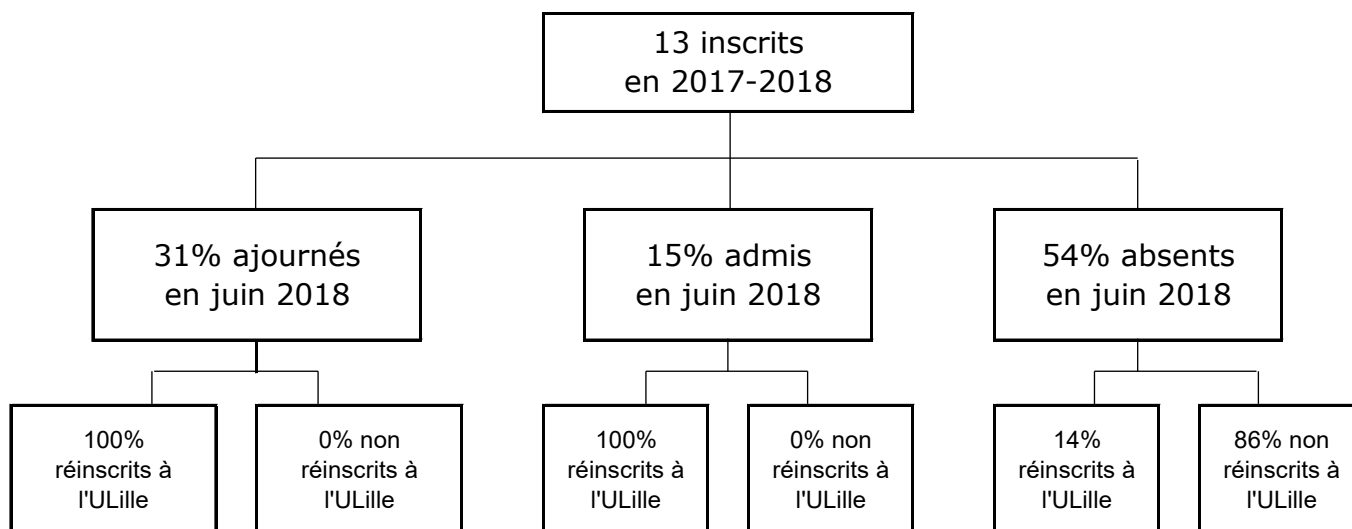 13 inscrits
en 2017-2018
31% ajournés
en juin 2018
15% admis
en juin 2018
54% absents
en juin 2018
100%
réinscrits à
l'ULille
0% non
réinscrits à
l'ULille
100%
réinscrits à
l'ULille
0% non
réinscrits à
l'ULille
14%
réinscrits à
l'ULille
86% non
réinscrits à
l'ULille